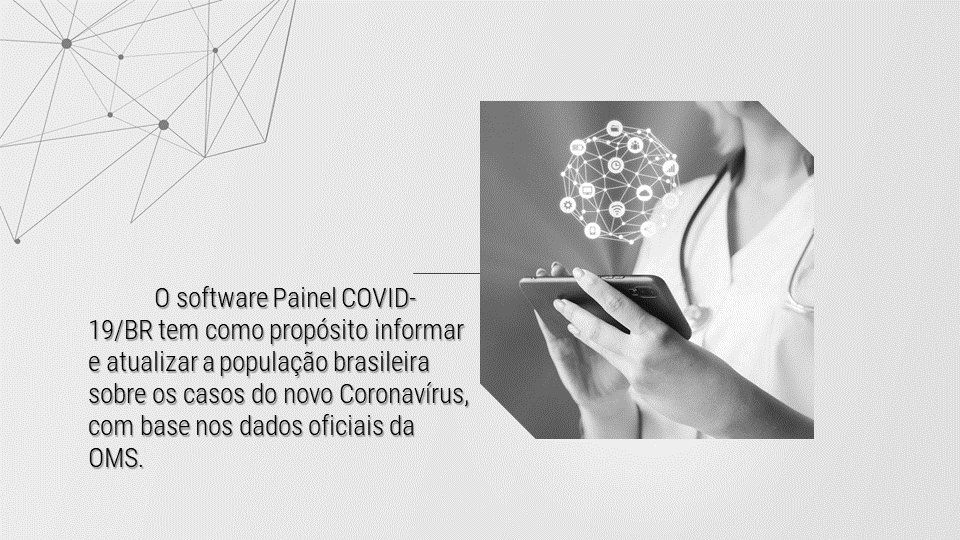 O software Painel COVID-
19/BR tem como propósito informar
e atualizar a população brasileira
sobre os casos do novo Coronavírus,
com base nos dados oficiais da
OMS.